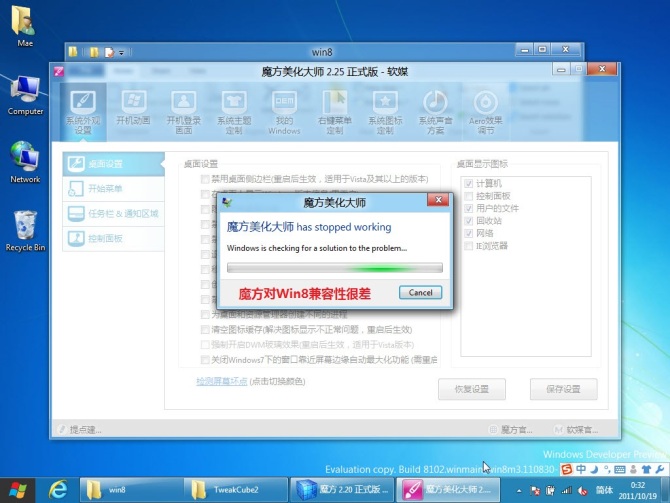 Mae
Computer
Network
Recycle Bin
win8
魔方美化大师 2.25 正式版 - 软媒
系统外观
设置
开机动画
开机登录
画面
系统主题
定制
我的
Windows
右键菜单
定制
系统图标
定制
系统声音
方案
Aero效果
调节
桌面设置
开始菜单
任务栏 & 通知区域
控制面板
桌面设置
禁用桌面侧边栏(重启后生效，适用于Vista及其以上的版本)
为桌面和资源管理器创建不同的进程
清空图标缓存(解决图标显示不正常问题，重启后生效)
强制开启DWM玻璃效果(重启后生效，适用于Vista版本)
关闭Windows7下的窗口靠近屏幕边缘自动最大化功能 (需重启
检测屏幕坏点 (点击切换颜色)
桌面显示图标
计算机
控制面板
用户的文件
回收站
网络
IE浏览器
恢复设置
保存设置
魔方美化大师
魔方美化大师 has stopped working
Windows is checking for a solution to the problem...
魔方对Win8兼容性很差
Cancel
提点建...
魔方官...
软媒官...
Windows Developer Preview
Evaluation copy. Build 8102.winmain_win8m3.110830-
中
win8
TweakCube2
魔方 2.20 正式版 ...
魔方美化大师 2...
简体
0:32
2011/10/10